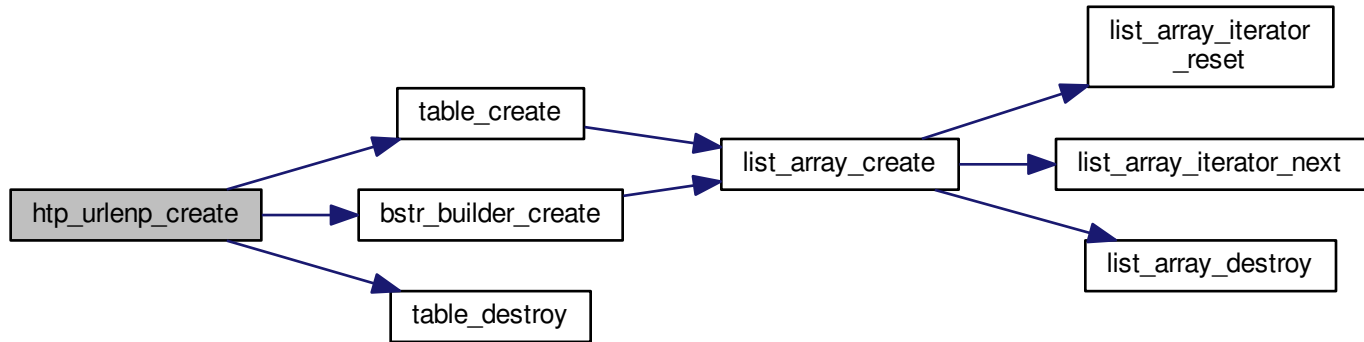 htp_urlenp_create
table_create
bstr_builder_create
table_destroy
list_array_create
list_array_iterator
_reset
list_array_iterator_next
list_array_destroy